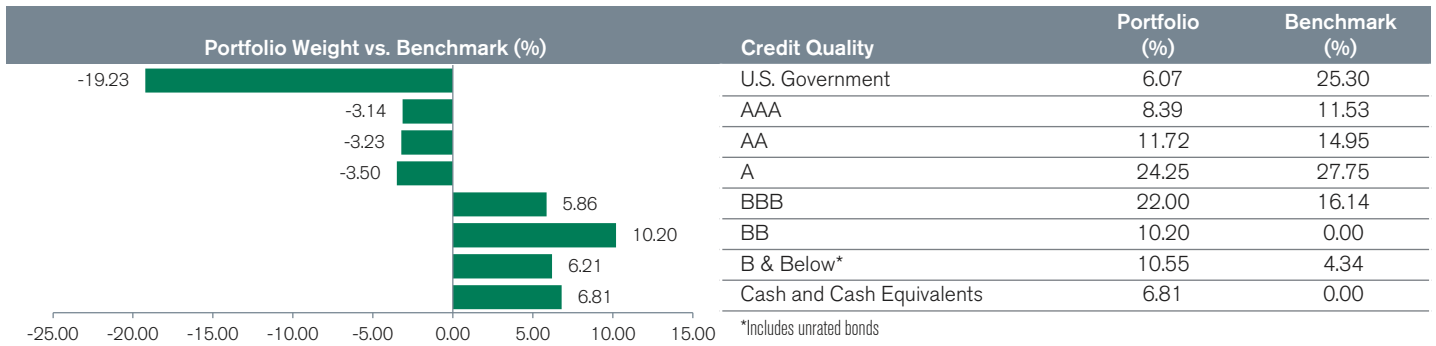 Portfolio Weight vs. Benchmark (%) Credit Quality Portfolio (%) Benchmark (%)
-19.23 U.S. Government 6.07 25.30
-3.14 AAA 8.39 11.53
-3.23 AA 11.72 14.95
-3.50 A 24.25 27.75
5.86 BBB 22.00 16.14
10.20 BB 10.20 0.00
6.21 B & Below* 10.55 4.34
6.81 Cash and Cash Equivalents 6.81 0.00
-25.00 -20.00 -15.00 -10.00 -5.00 0.00 5.00 10.00 15.00
*Includes unrated bonds